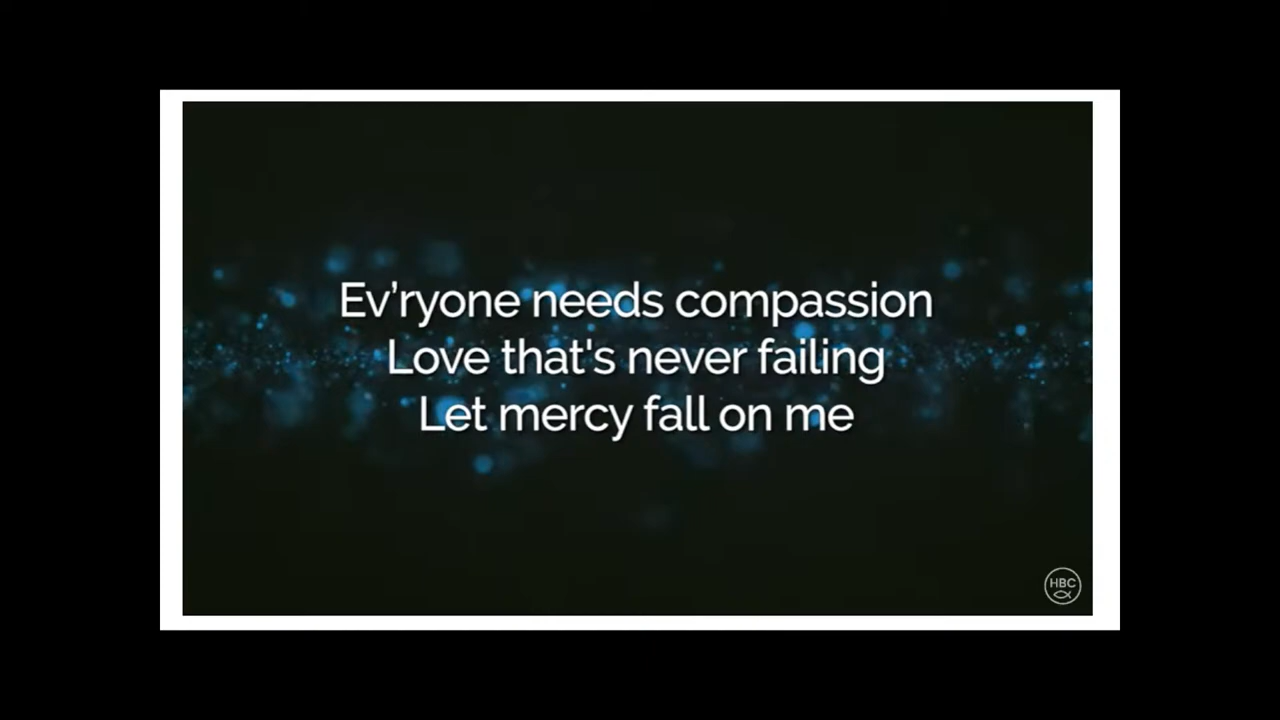 Ev’ryone needs compassion
Love that's never failing
Let mercy fall on me
HBC